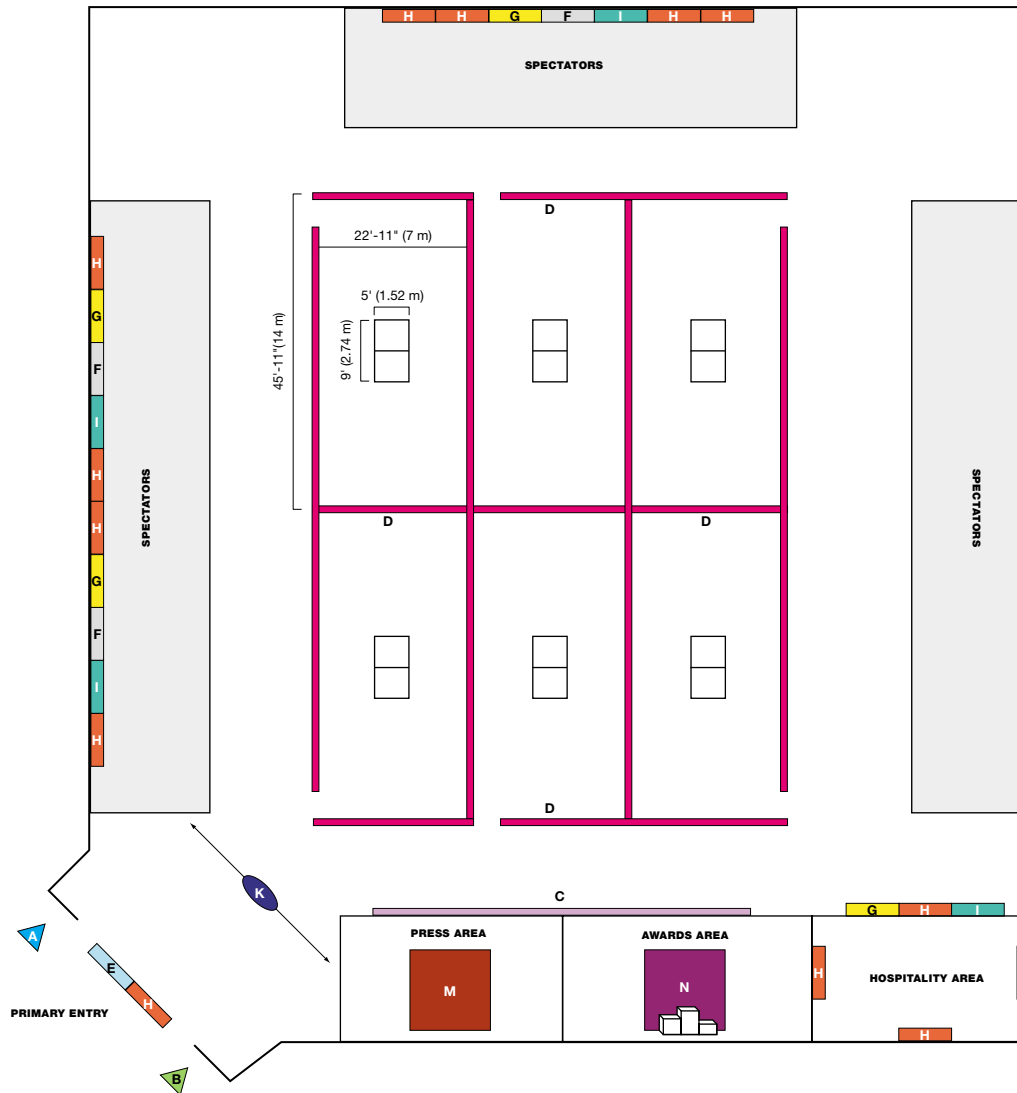 H H G F I H H
SPECTATORS
D
22'-11" (7 m)
5' (1.52 m)
9' (2.74 m)
45'-11"(14 m)
H
G
F
I
H
H
G
F
I
H
SPECTATORS
SPECTATORS
D
D
D
K
C
G H I
PRESS AREA
AWARDS AREA
A
E
H
H
HOSPITALITY AREA
M
N
PRIMARY ENTRY
H
B